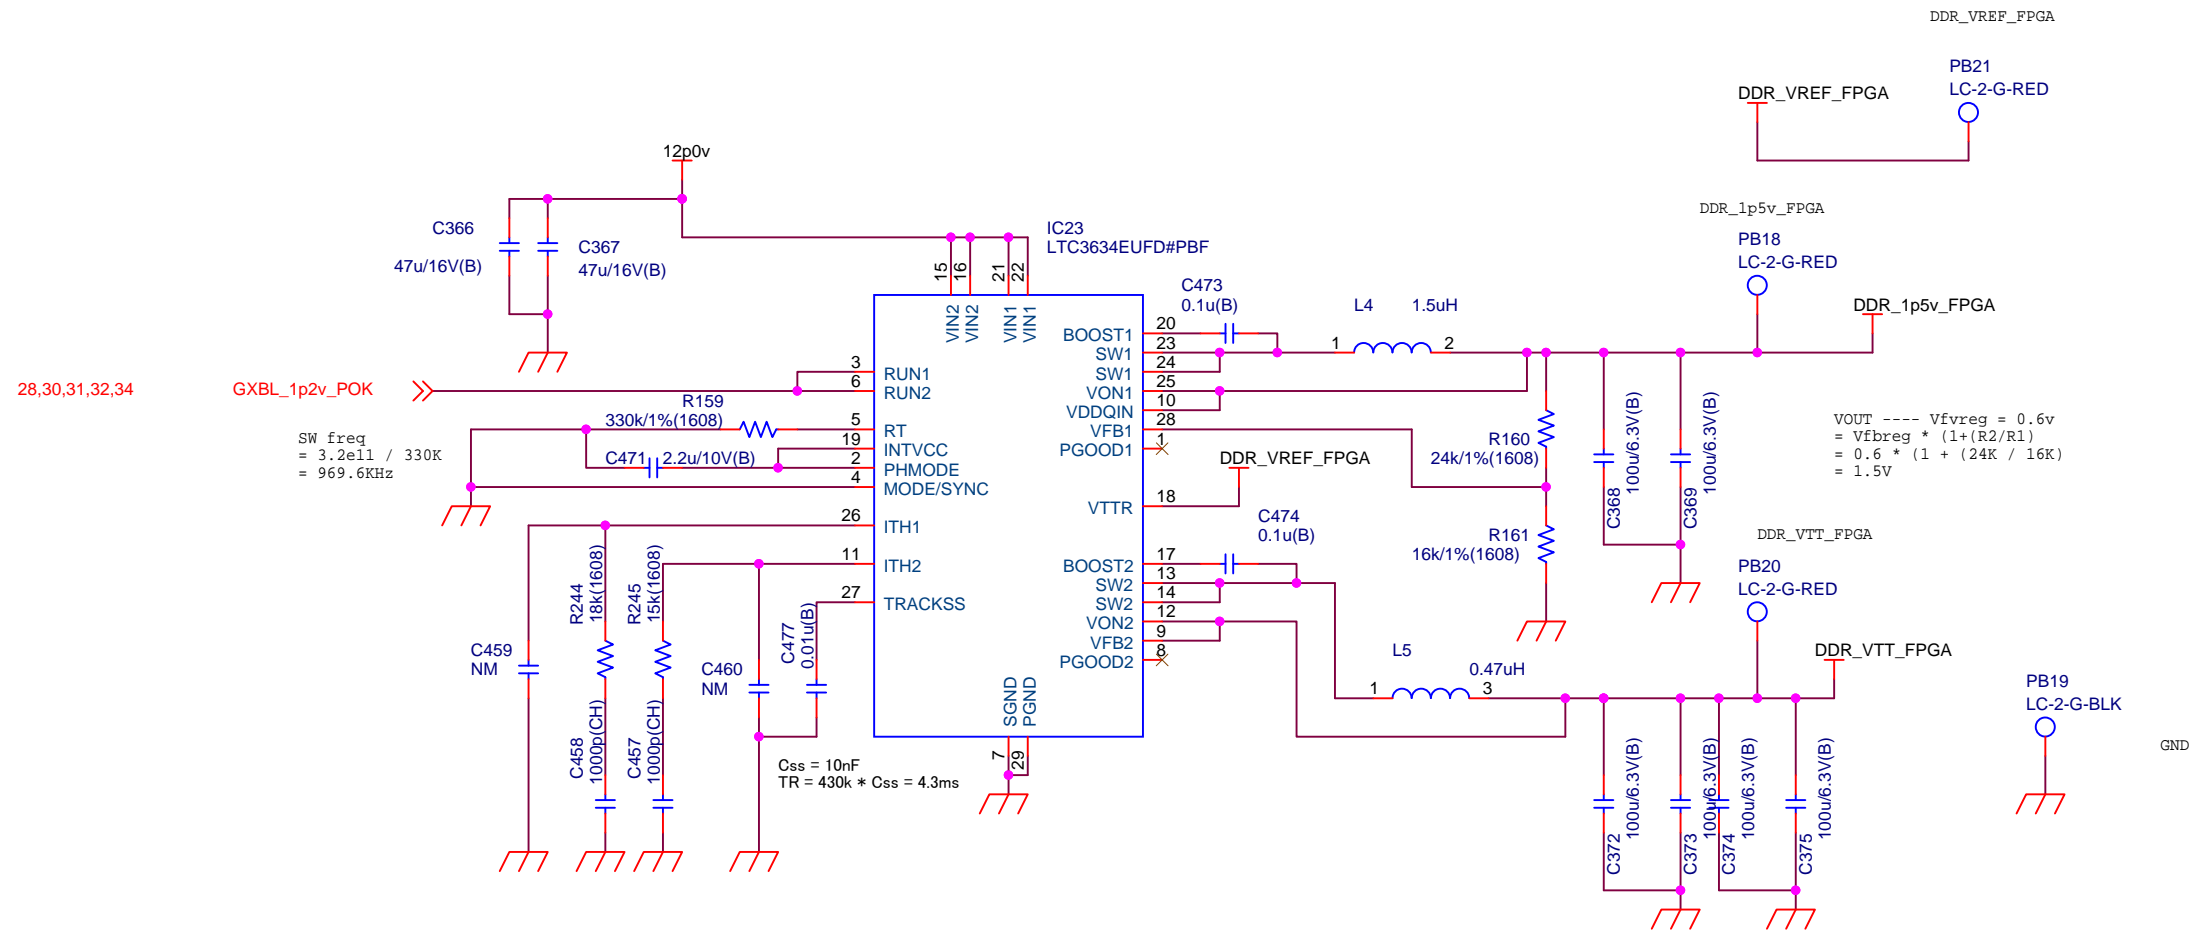 DDR_VREF_FPGA
PB21
LC-2-G-RED
DDR_VREF_FPGA
12p0v
C366
47u/16V(B)
C367
47u/16V(B)
IC23
LTC3634EUFD#PBF
15
16
21
22
VIN2
VIN2
VIN1
VIN1
DDR_1p5v_FPGA
PB18
LC-2-G-RED
DDR_1p5v_FPGA
C473
0.1u(B)
L4
1.5uH
1
2
20
BOOST1
23
SW1
24
SW1
25
VON1
10
VDDQIN
28
VFB1
1
PGOOD1
3
RUN1
6
RUN2
28,30,31,32,34
GXBL_1p2v_POK
R159
330k/1%(1608)
5
RT
19
INTVCC
C471
2.2u/10V(B)
2
PHMODE
4
MODE/SYNC
SW freq
= 3.2e11 / 330K
= 969.6KHz
DDR_VREF_FPGA
18
VTTR
R160
24k/1%(1608)
R161
16k/1%(1608)
C368
100u/6.3V(B)
C369
100u/6.3V(B)
VOUT ---- Vfvreg = 0.6v
= Vfbreg * (1+(R2/R1)
= 0.6 * (1 + (24K / 16K)
= 1.5V
26
ITH1
11
ITH2
27
TRACKSS
C474
0.1u(B)
17
BOOST2
13
SW2
14
SW2
12
VON2
9
VFB2
8
PGOOD2
DDR_VTT_FPGA
PB20
LC-2-G-RED
DDR_VTT_FPGA
R244
18k(1608)
R245
15k(1608)
C459
NM
C460
NM
C477
0.01u(B)
C458
1000p(CH)
C457
1000p(CH)
SGND
PGND
7
29
Css = 10nF
TR = 430k * Css = 4.3ms
L5
0.47uH
1
3
C372
100u/6.3V(B)
C373
100u/6.3V(B)
C374
100u/6.3V(B)
C375
100u/6.3V(B)
PB19
LC-2-G-BLK
GND